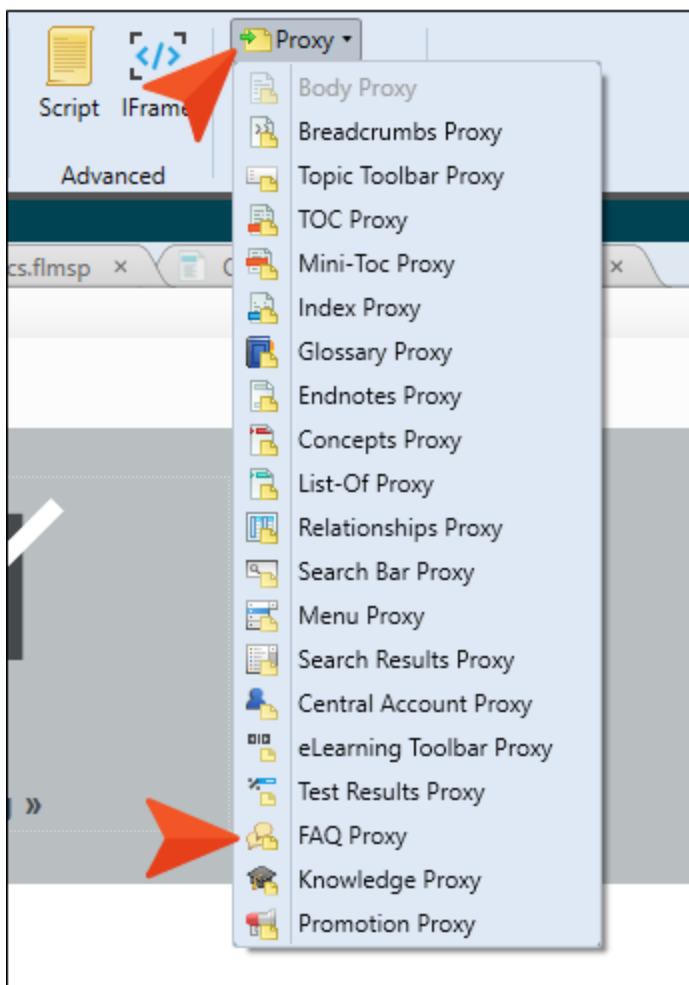 Proxy
Script
IFrame
Advanced
Body Proxy
Breadcrumbs Proxy
Topic Toolbar Proxy
TOC Proxy
cs.flmsp
Mini-Toc Proxy
Index Proxy
Glossary Proxy
Endnotes Proxy
Concepts Proxy
List-Of Proxy
Relationships Proxy
Search Bar Proxy
Menu Proxy
Search Results Proxy
Central Account Proxy
eLearning Toolbar Proxy
Test Results Proxy
»
FAQ Proxy
Knowledge Proxy
Promotion Proxy